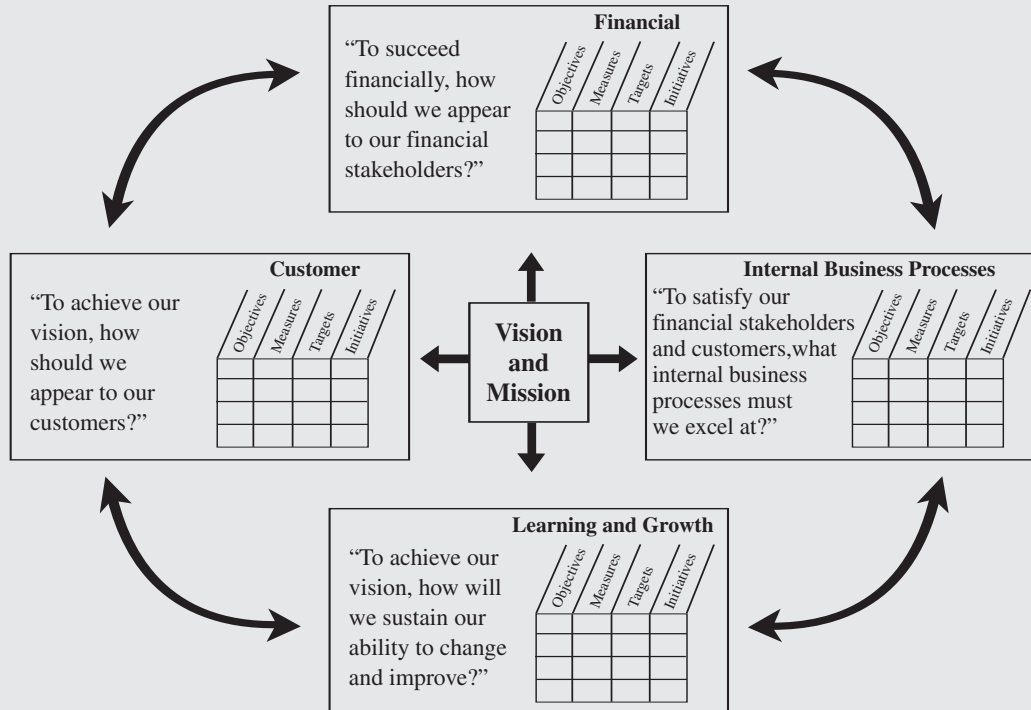 Financial
“To succeed
financially, how
should we appear
to our financial
stakeholders?”
Objectives
Measures
Targets
Initiatives
Customer
“To achieve our
vision, how
should we
appear to our
customers?”
Objectives
Measures
Targets
Initiatives
Vision
and
Mission
Internal Business Processes
“To satisfy our
financial stakeholders
and customers,what
internal business
processes must
we excel at?”
Objectives
Measures
Targets
Initiatives
Learning and Growth
“To achieve our
vision, how will
we sustain our
ability to change
and improve?”
Objectives
Measures
Targets
Initiatives